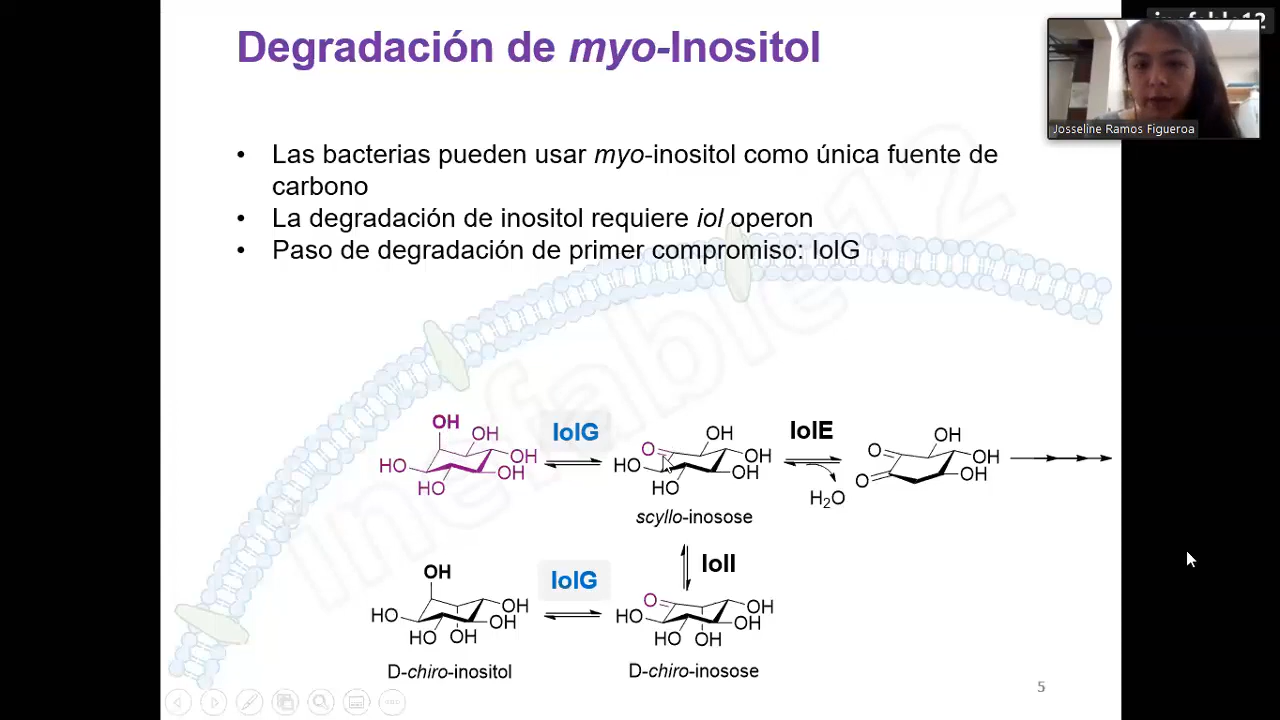 Degradación de myo-Inositol
inefable12
Josseline Ramos Figueroa
• Las bacterias pueden usar myo-inositol como única fuente de
carbono
• La degradación de inositol requiere iol operon
• Paso de degradación de primer compromiso: IolG
inefable12
OH
OH
OH
OH
HO
HO
IolG
O
OH
OH
OH
HO
HO
scyllo-inosose
IolE
H2O
O
O
OH
OH
OH
IolI
OH
HO
OH
OH
HO
OH
D-chiro-inositol
IolG
O
HO
OH
OH
HO
OH
D-chiro-inosose
5